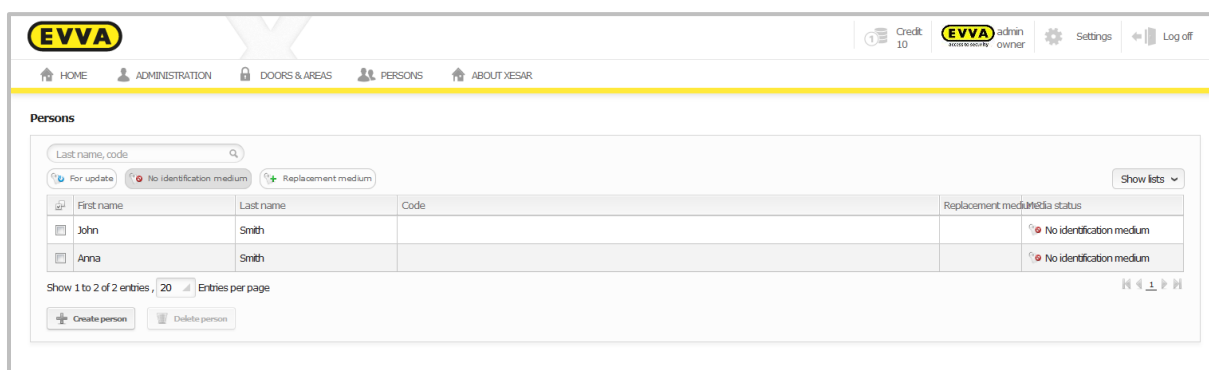 EVVA
Credit
10
EVVA
access to security
admin
owner
Settings
Log off
HOME
ADMINISTRATION
DOORS & AREAS
PERSONS
ABOUT XESAR
Persons
Last name, code
For update
No identification medium
Replacement medium
Show lists
First name Last name Code Replacement medium? Media status
John Smith No identification medium
Anna Smith No identification medium
Show 1 to 2 of 2 entries , 20 Entries per page
1
Create person
Delete person